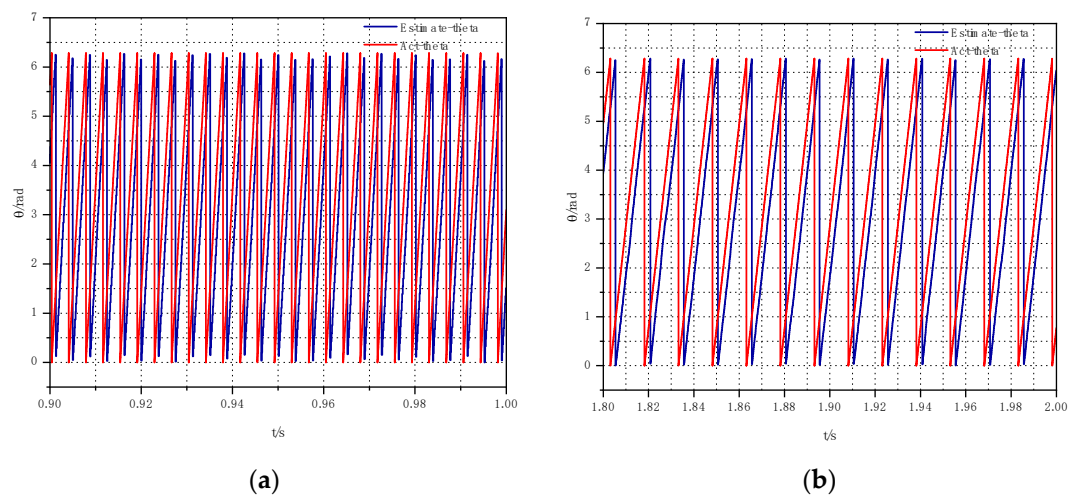 Estimate-theta
Act-theta
7
6
5
4
3
2
1
0
θ/rad
0.90 0.92 0.94 0.96 0.98 1.00
t/s
(a)
Estimate-theta
Act-theta
7
6
5
4
3
2
1
0
θ/rad
1.80 1.82 1.84 1.86 1.88 1.90 1.92 1.94 1.96 1.98 2.00
t/s
(b)